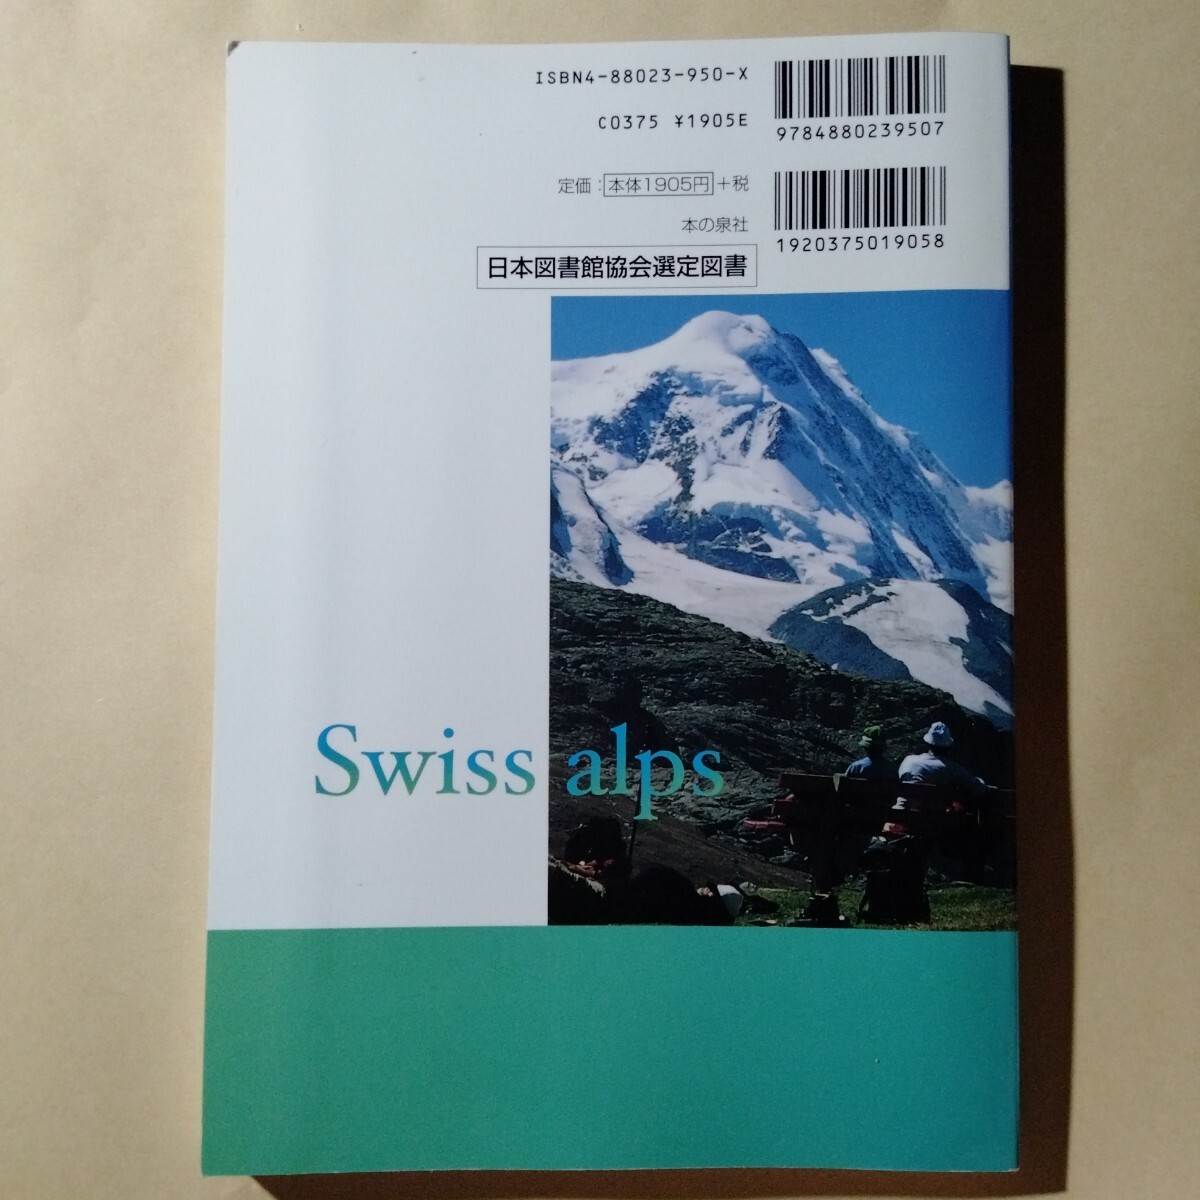 ISBN4-88023-950-X
C0375 ¥1905E
9784880239507
定価：本体1905円+税
本の泉社
1920375019058
日本図書館協会選定図書
Swiss alps